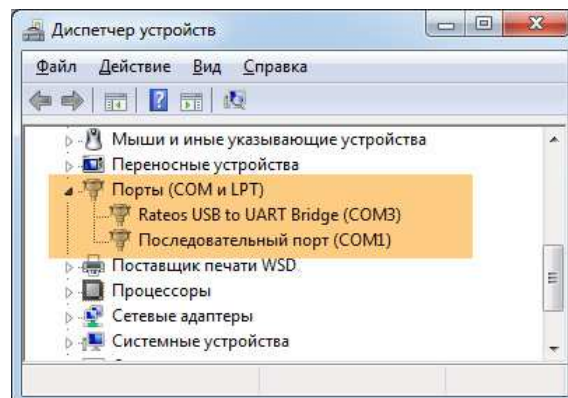 Диспетчер устройств
Файл Действие Вид Справка
Мыши и иные указывающие устройства
Переносные устройства
Порты (COM и LPT)
Rateos USB to UART Bridge (COM3)
Последовательный порт (COM1)
Поставщик печати WSD
Процессоры
Сетевые адаптеры
Системные устройства